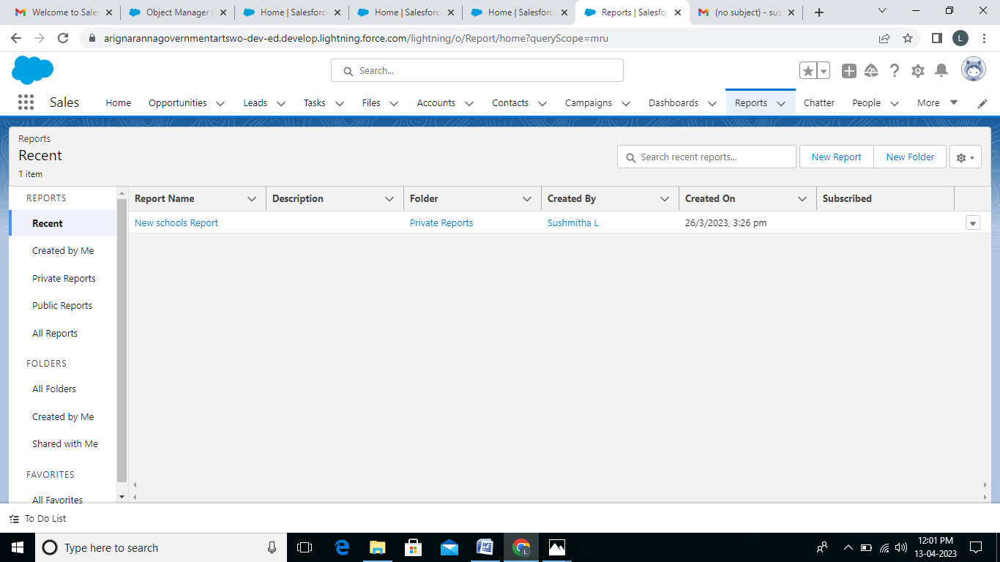 Welcome to Sales
Object Manager |
Home | Salesforce
Home | Salesforce
Home | Salesforce
Reports | Salesfor
(no subject) - sus
arignarannagovernmentartswo-dev-ed.develop.lightning.force.com/lightning/o/Report/home?queryScope=mru
L
Search...
Sales
Home
Opportunities
Leads
Tasks
Files
Accounts
Contacts
Campaigns
Dashboards
Reports
Chatter
People
More
Reports
Recent
1 item
Search recent reports...
New Report
New Folder
REPORTS
Recent
Created by Me
Private Reports
Public Reports
All Reports
FOLDERS
All Folders
Created by Me
Shared with Me
FAVORITES
All Favorites
Report Name
Description
Folder
Created By
Created On
Subscribed
New schools Report
Private Reports
Sushmitha L
26/3/2023, 3:26 pm
To Do List
Type here to search
L
12:01 PM
13-04-2023